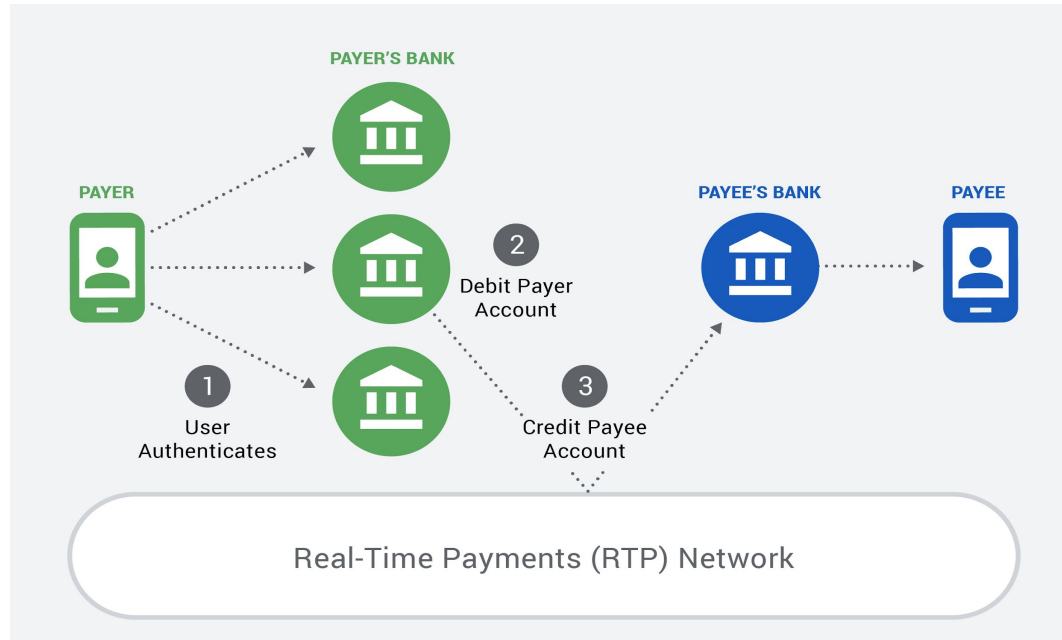 PAYER'S BANK
PAYER
PAYEE'S BANK
PAYEE
2
Debit Payer
Account
1
User
Authenticates
3
Credit Payee
Account
Real-Time Payments (RTP) Network